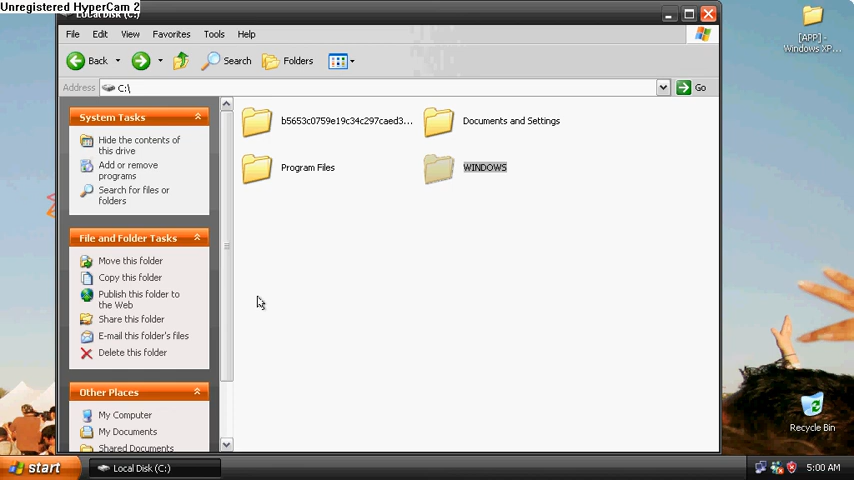 Unregistered HyperCam 2
Local Disk (C:)
File Edit View Favorites Tools Help
Back Search Folders
Address C:\ Go
System Tasks
Hide the contents of
this drive
Add or remove
programs
Search for files or
folders
File and Folder Tasks
Move this folder
Copy this folder
Publish this folder to
the Web
Share this folder
E-mail this folder's files
Delete this folder
Other Places
My Computer
My Documents
Shared Documents
b5653c0759e19c34c297caed3... Documents and Settings
Program Files WINDOWS
[APP] -
Windows XP...
Recycle Bin
start Local Disk (C:) 5:00 AM